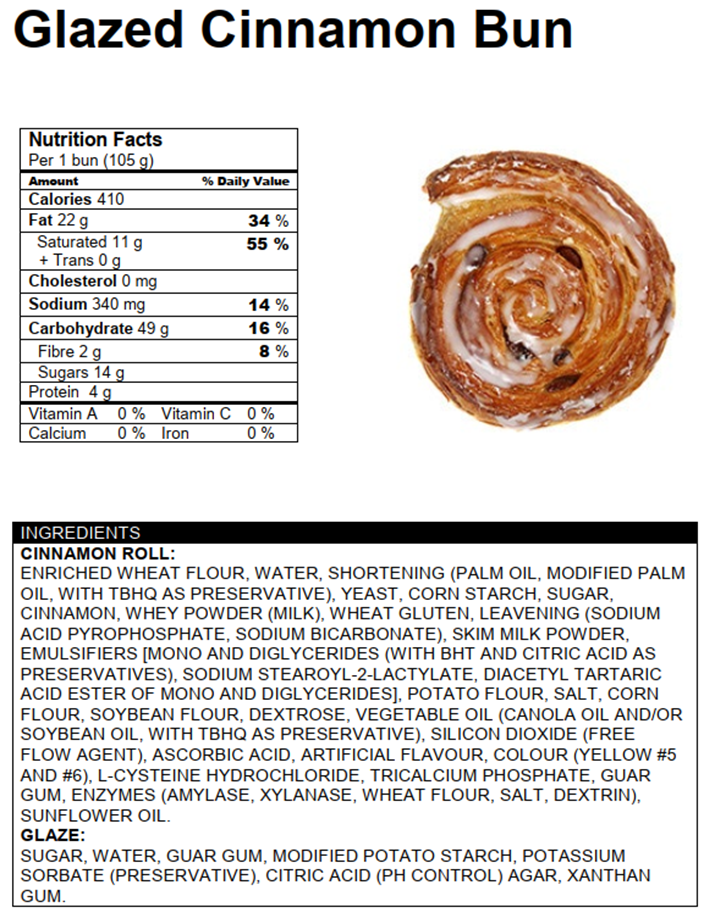 Glazed Cinnamon Bun
Nutrition Facts
Per 1 bun (105 g)
Amount % Daily Value
Calories 410
Fat 22 g 34 %
Saturated 11 g 55 %
+ Trans 0 g
Cholesterol 0 mg
Sodium 340 mg 14 %
Carbohydrate 49 g 16 %
Fibre 2 g 8 %
Sugars 14 g
Protein 4 g
Vitamin A 0 % Vitamin C 0 %
Calcium 0 % Iron 0 %
INGREDIENTS
CINNAMON ROLL:
ENRICHED WHEAT FLOUR, WATER, SHORTENING (PALM OIL, MODIFIED PALM
OIL, WITH TBHQ AS PRESERVATIVE), YEAST, CORN STARCH, SUGAR,
CINNAMON, WHEY POWDER (MILK), WHEAT GLUTEN, LEAVENING (SODIUM
ACID PYROPHOSPHATE, SODIUM BICARBONATE), SKIM MILK POWDER,
EMULSIFIERS [MONO AND DIGLYCERIDES (WITH BHT AND CITRIC ACID AS
PRESERVATIVES), SODIUM STEAROYL-2-LACTYLATE, DIACETYL TARTARIC
ACID ESTER OF MONO AND DIGLYCERIDES], POTATO FLOUR, SALT, CORN
FLOUR, SOYBEAN FLOUR, DEXTROSE, VEGETABLE OIL (CANOLA OIL AND/OR
SOYBEAN OIL, WITH TBHQ AS PRESERVATIVE), SILICON DIOXIDE (FREE
FLOW AGENT), ASCORBIC ACID, ARTIFICIAL FLAVOUR, COLOUR (YELLOW #5
AND #6), L-CYSTEINE HYDROCHLORIDE, TRICALCIUM PHOSPHATE, GUAR
GUM, ENZYMES (AMYLASE, XYLANASE, WHEAT FLOUR, SALT, DEXTRIN),
SUNFLOWER OIL.
GLAZE:
SUGAR, WATER, GUAR GUM, MODIFIED POTATO STARCH, POTASSIUM
SORBATE (PRESERVATIVE), CITRIC ACID (PH CONTROL) AGAR, XANTHAN
GUM.